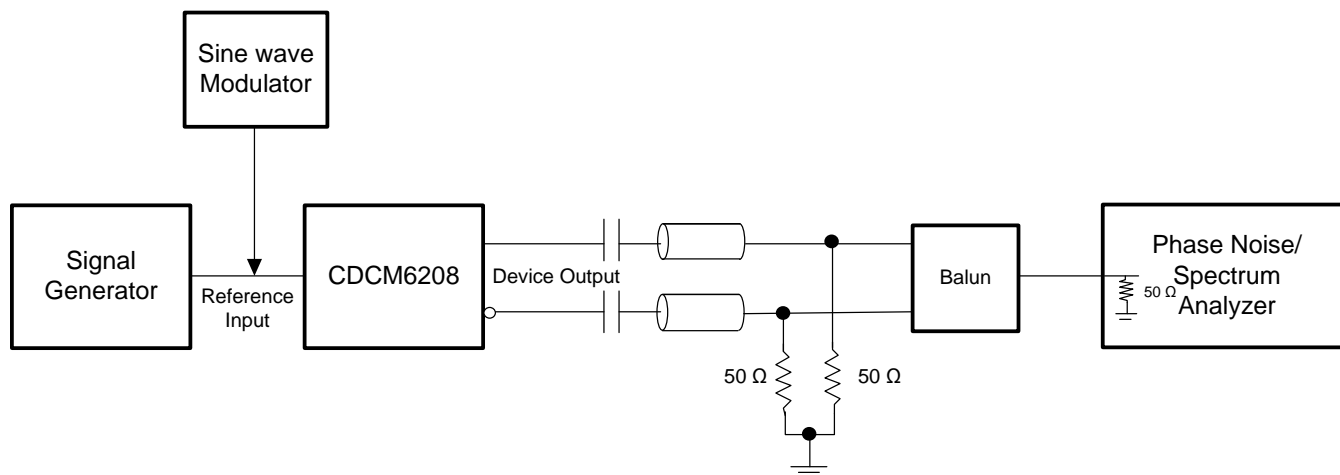 Sine wave
Modulator
Signal
Generator
Reference
Input
CDCM6208
Device Output
50 Ω
50 Ω
Balun
Phase Noise/
Spectrum
Analyzer
50 Ω